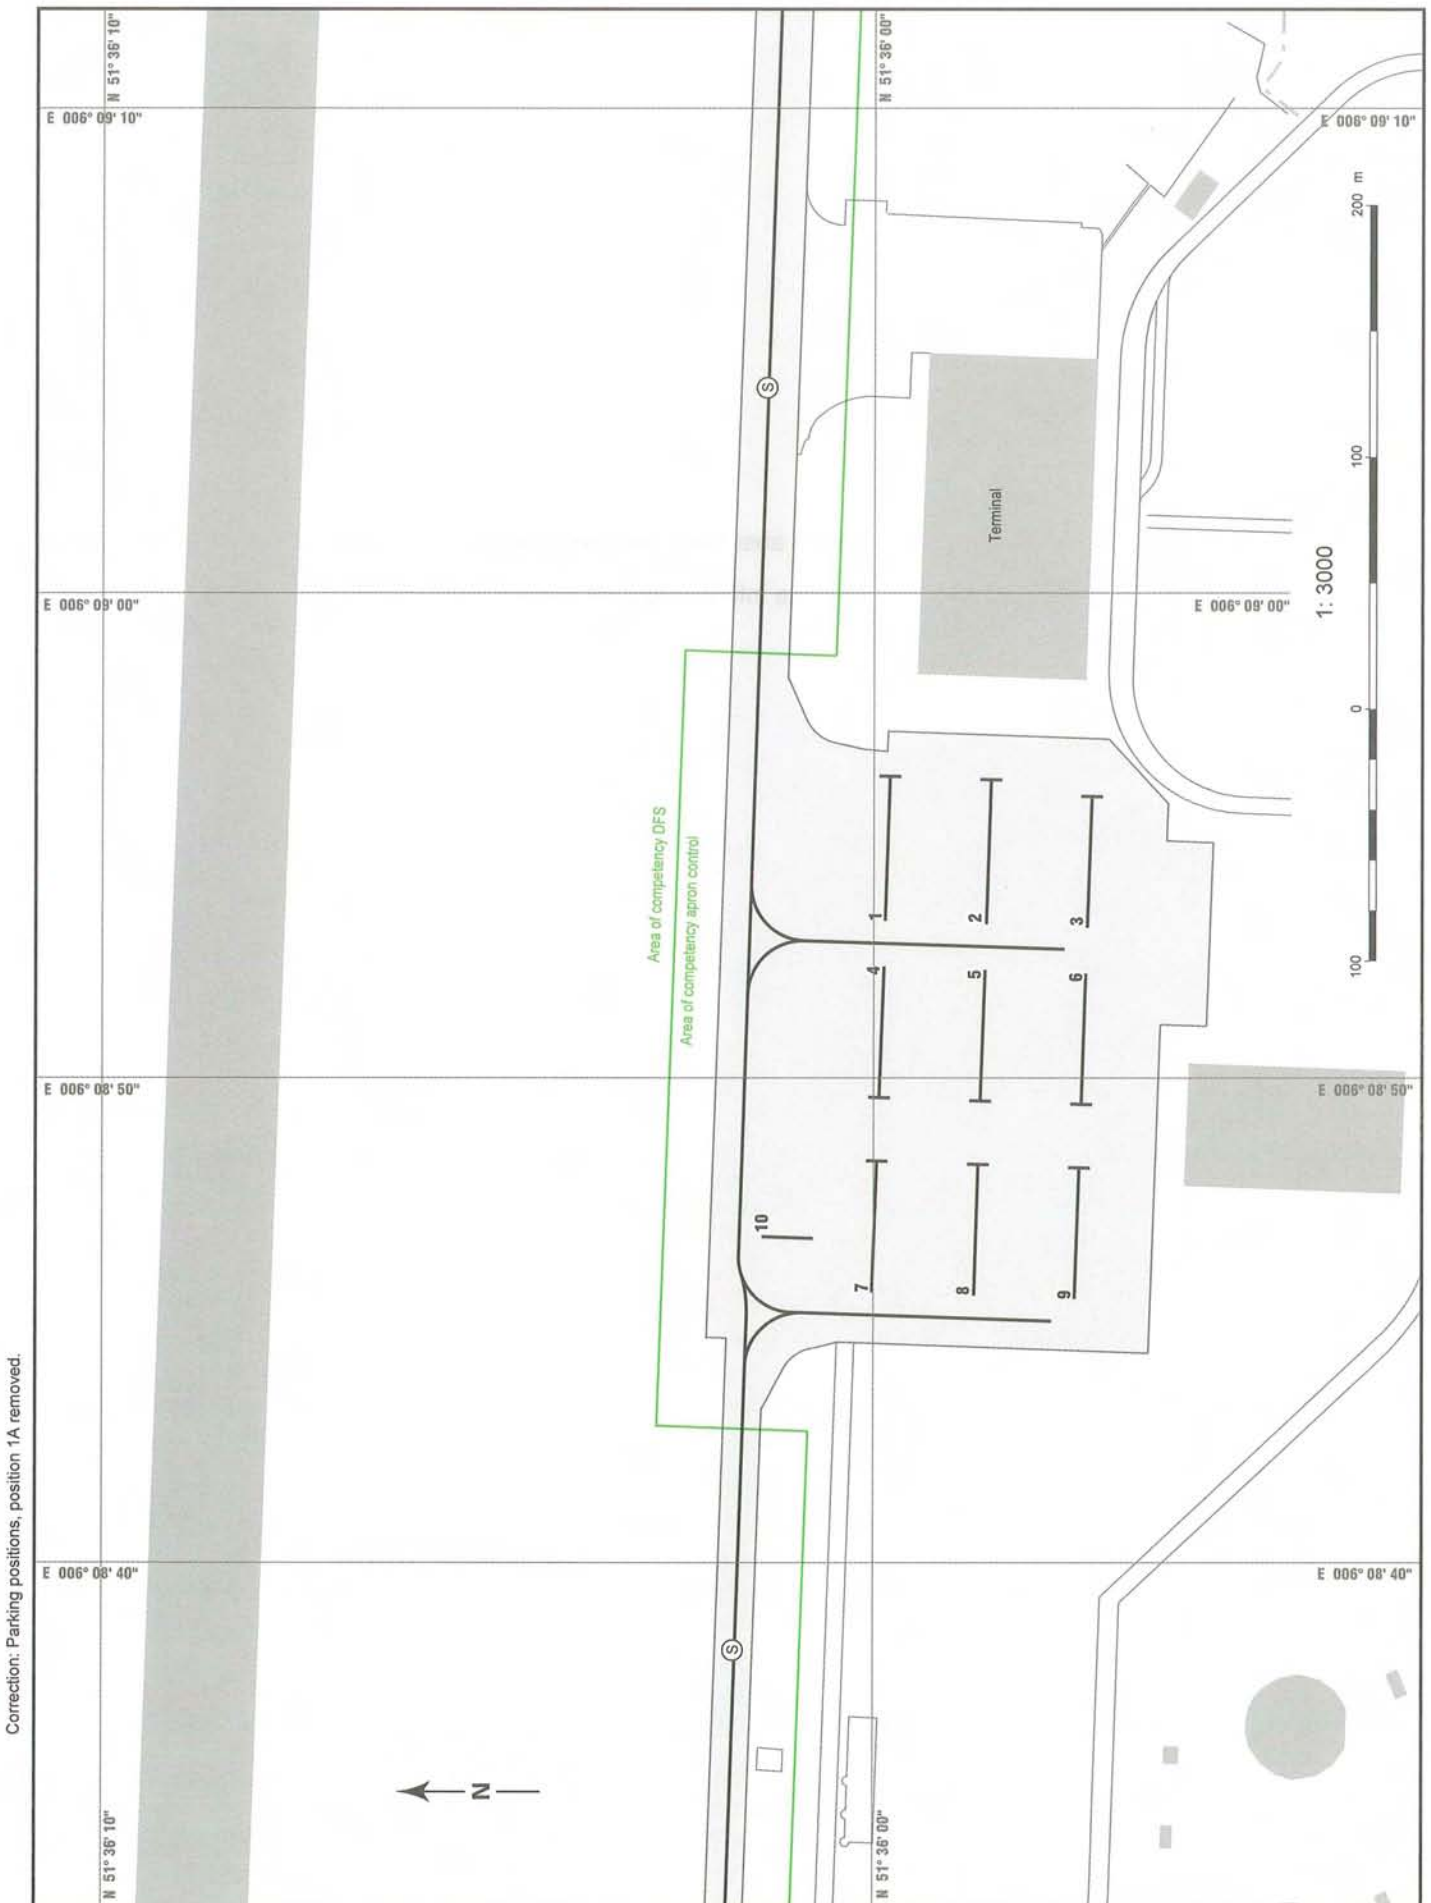 Correction: Parking positions, position 1A removed.
N 51° 36' 10"
N 51° 36' 00"
E 006° 09' 10"
E 006° 09' 10"
200 m
S
100
Terminal
E 006° 09' 00"
E 006° 09' 00"
1: 3000
0
Area of competency DFS
Area of competency apron control
1
2
3
4
5
6
100
E 006° 08' 50"
E 006° 08' 50"
10
7
8
9
E 006° 08' 40"
E 006° 08' 40"
S
N
N 51° 36' 10"
N 51° 36' 00"